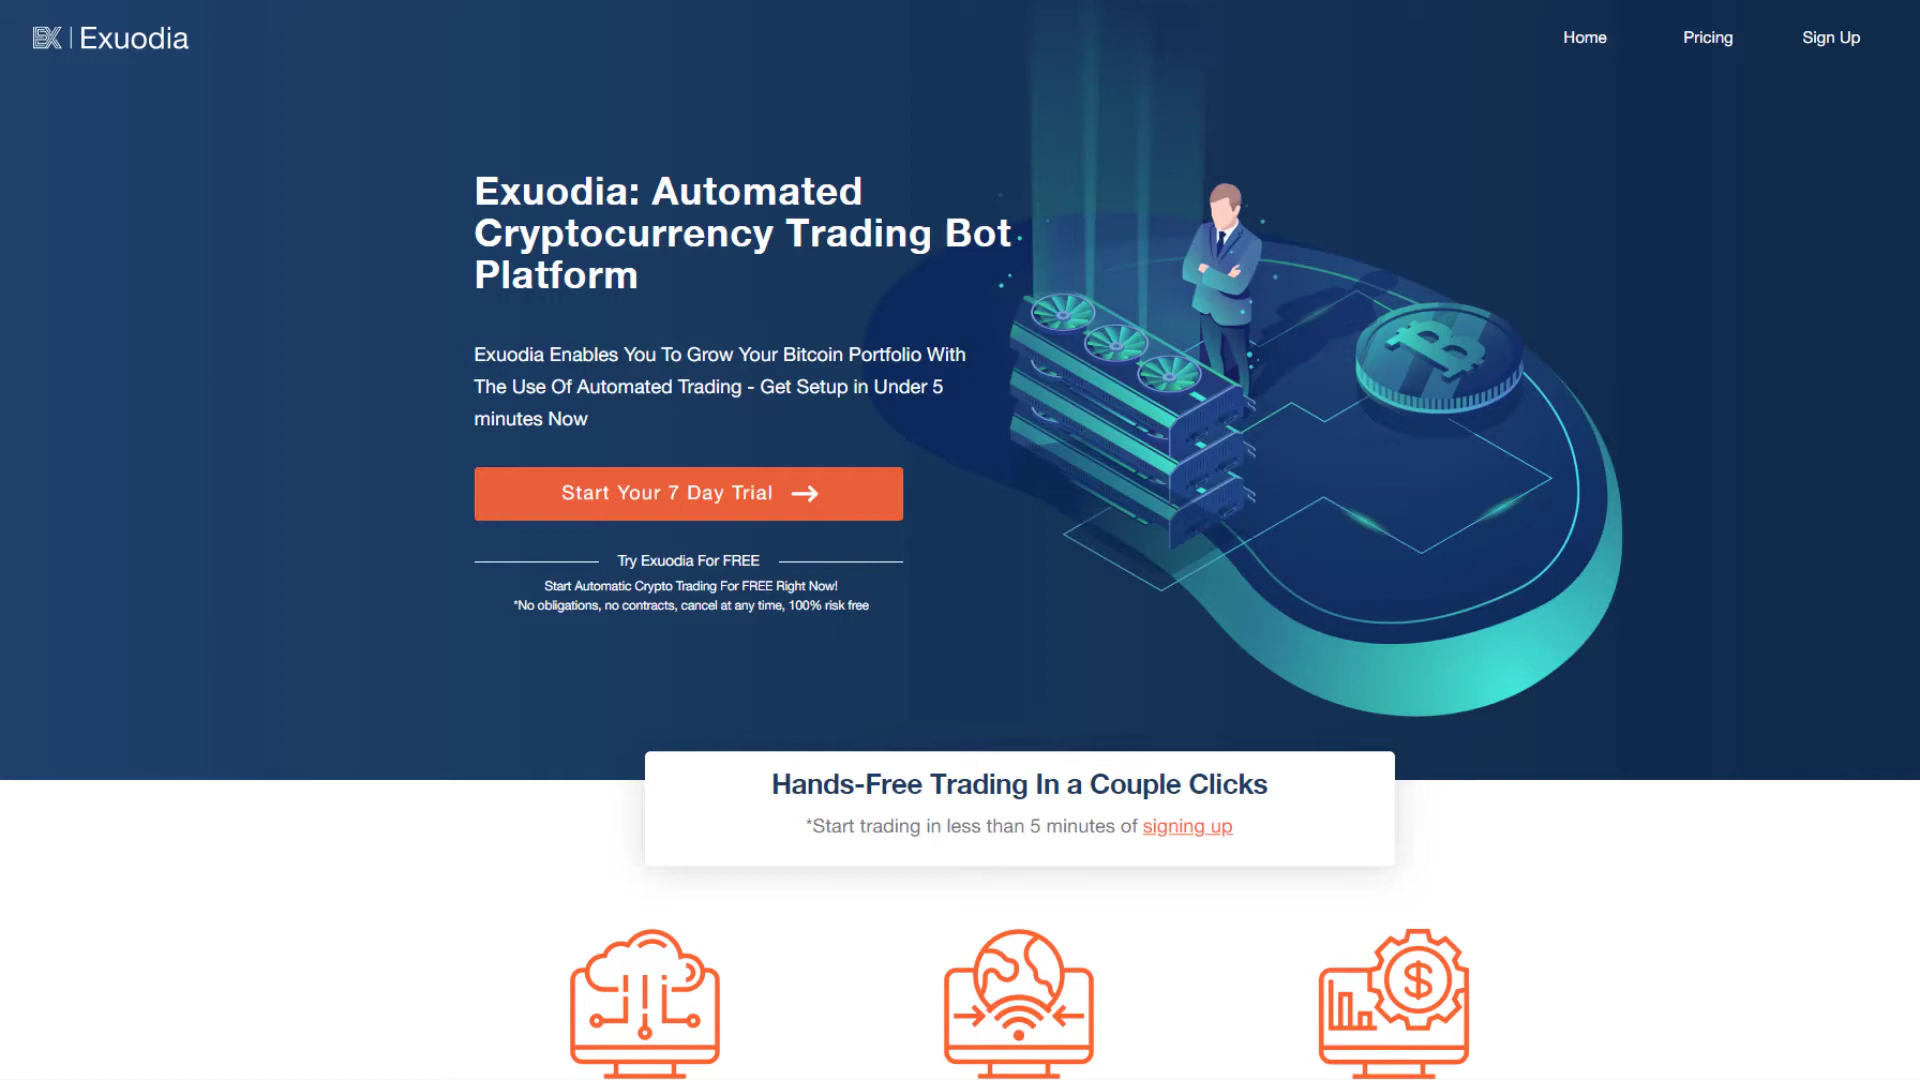 EX | Exuodia
Home
Pricing
Sign Up
Exuodia: Automated
Cryptocurrency Trading Bot
Platform
Exuodia Enables You To Grow Your Bitcoin Portfolio With
The Use Of Automated Trading - Get Setup in Under 5
minutes Now
Start Your 7 Day Trial
Try Exuodia For FREE
Start Automatic Crypto Trading For FREE Right Now!
*No obligations, no contracts, cancel at any time, 100% risk free
Hands-Free Trading In a Couple Clicks
*Start trading in less than 5 minutes of signing up